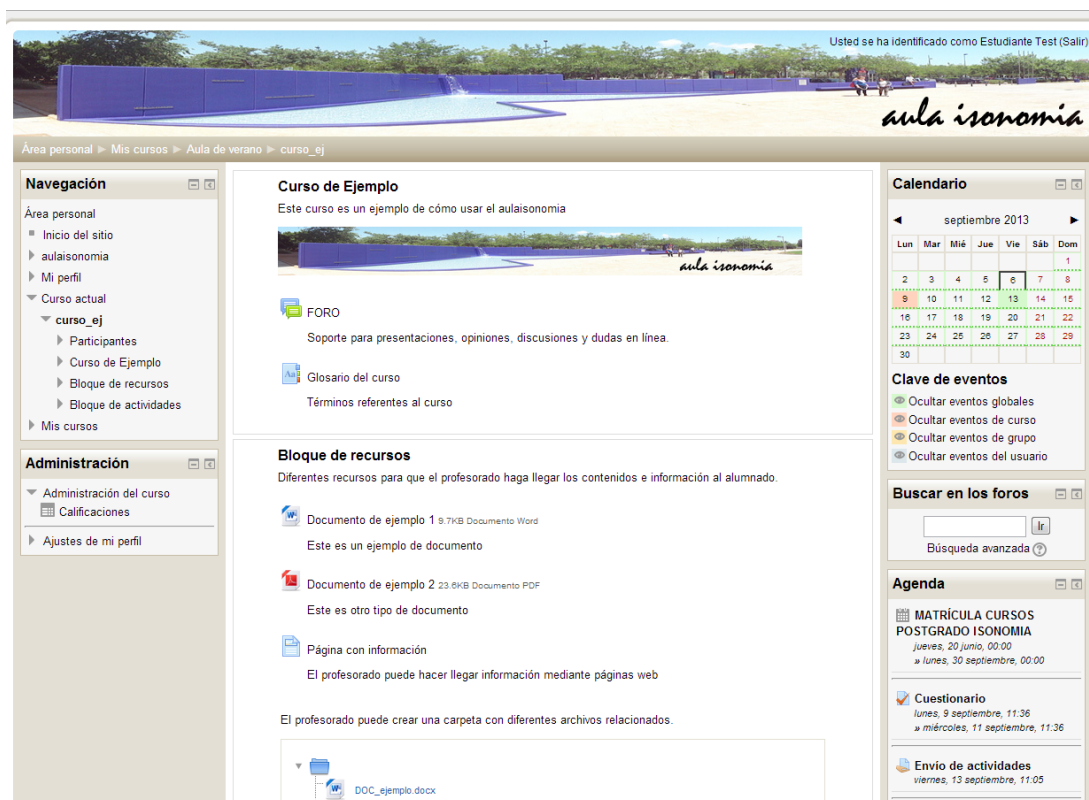 Usted se ha identificado como Estudiante Test (Salir)
aula isonomia
Área personal ► Mis cursos ► Aula de verano ► curso_ej
Navegación
Área personal
Inicio del sitio
aulaisonomia
Mi perfil
Curso actual
curso_ej
Participantes
Curso de Ejemplo
Bloque de recursos
Bloque de actividades
Mis cursos
Administración
Administración del curso
Calificaciones
Ajustes de mi perfil
Curso de Ejemplo
Este curso es un ejemplo de cómo usar el aulaisonomia
aula isonomia
FORO
Soporte para presentaciones, opiniones, discusiones y dudas en línea.
Glosario del curso
Términos referentes al curso
Bloque de recursos
Diferentes recursos para que el profesorado haga llegar los contenidos e información al alumnado.
Documento de ejemplo 1 9.7KB Documento Word
Este es un ejemplo de documento
Documento de ejemplo 2 23.6KB Documento PDF
Este es otro tipo de documento
Página con información
El profesorado puede hacer llegar información mediante páginas web
El profesorado puede crear una carpeta con diferentes archivos relacionados.
DOC_ejemplo.docx
Calendario
◄ septiembre 2013 ►
Lun Mar Mié Jue Vie Sáb Dom
1
2 3 4 5 6 7 8
9 10 11 12 13 14 15
16 17 18 19 20 21 22
23 24 25 26 27 28 29
30
Clave de eventos
Ocultar eventos globales
Ocultar eventos de curso
Ocultar eventos de grupo
Ocultar eventos del usuario
Buscar en los foros
Ir
Búsqueda avanzada ?
Agenda
MATRÍCULA CURSOS
POSTGRADO ISONOMIA
jueves, 20 junio, 00:00
» lunes, 30 septiembre, 00:00
Cuestionario
lunes, 9 septiembre, 11:36
» miércoles, 11 septiembre, 11:36
Envío de actividades
viernes, 13 septiembre, 11:05